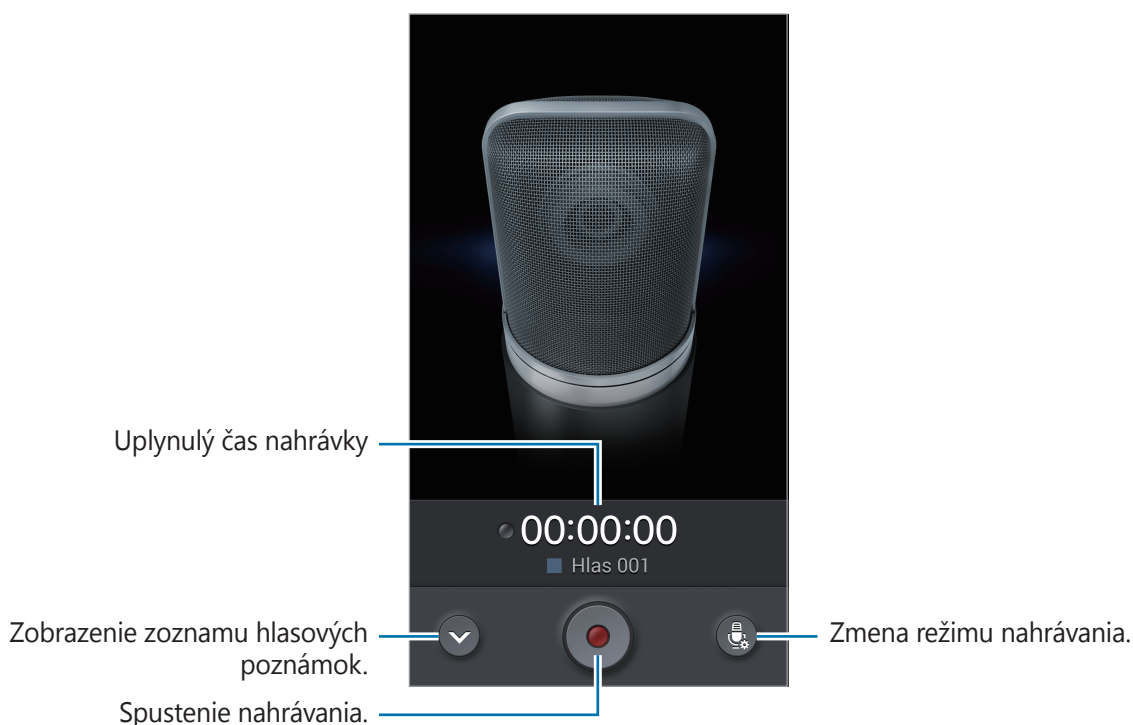 Uplynulý čas nahrávky
00:00:00
Hlas 001
Zobrazenie zoznamu hlasových
poznámok.
Zmena režimu nahrávania.
Spustenie nahrávania.